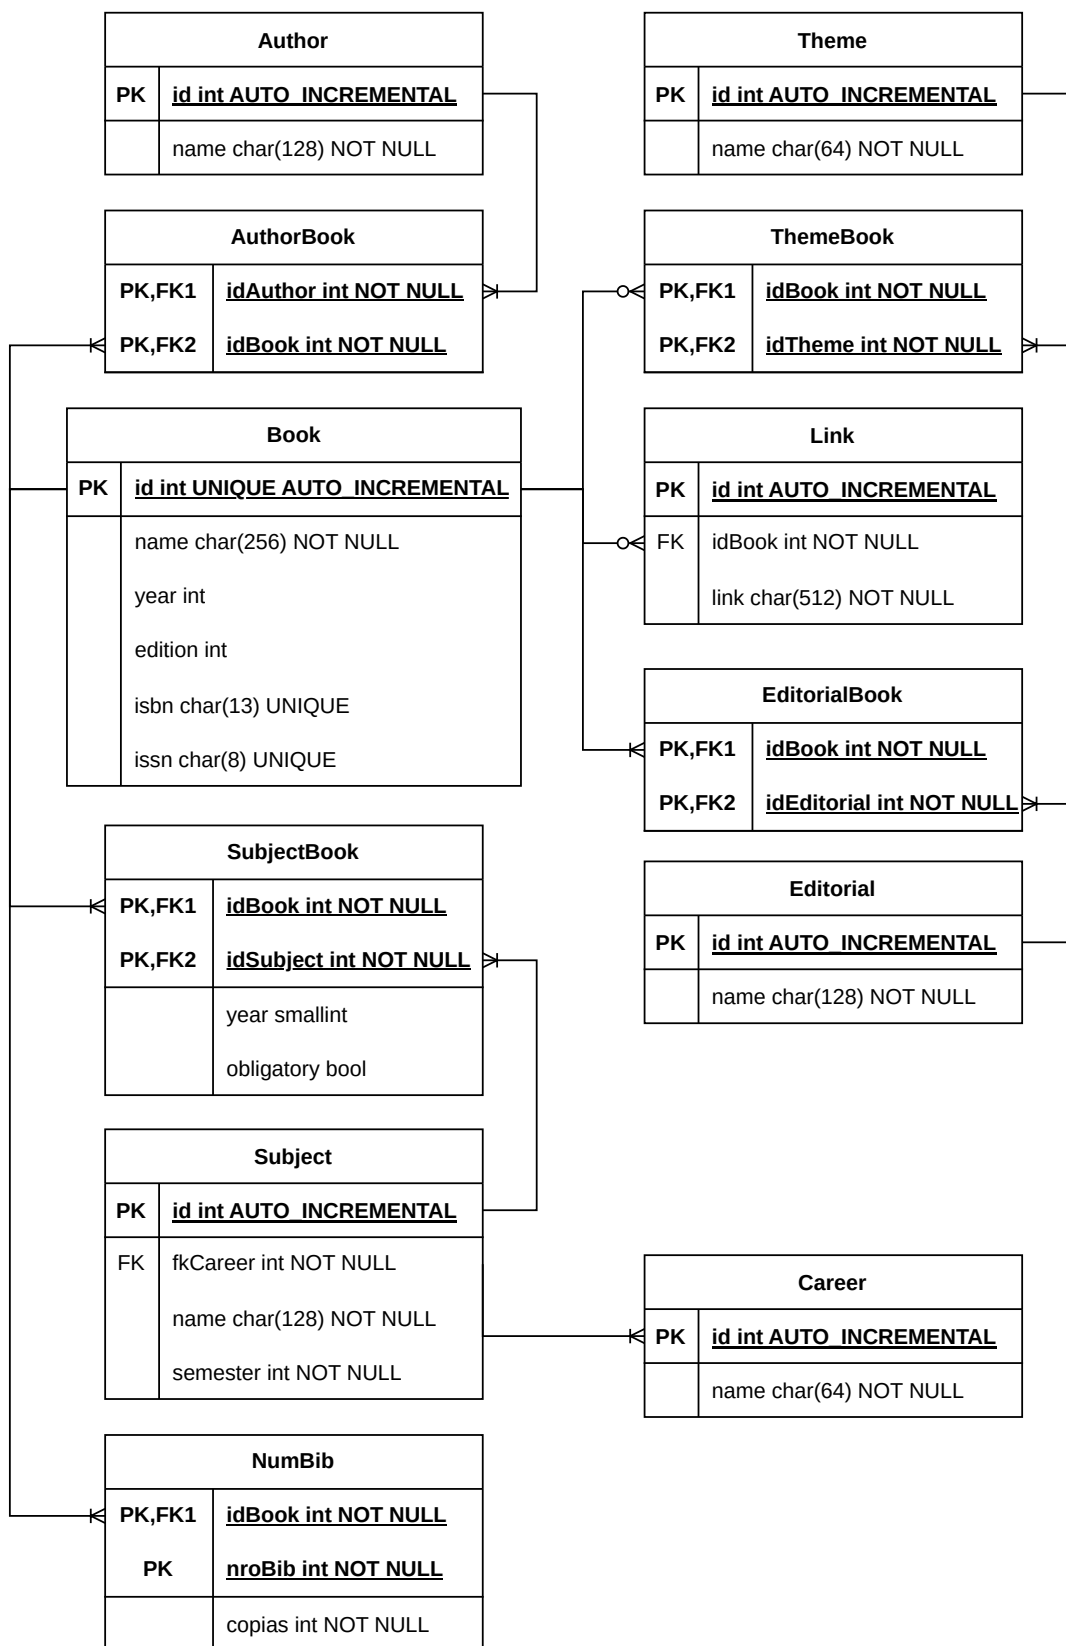 Author
PK id int AUTO_INCREMENTAL
name char(128) NOT NULL
AuthorBook
PK,FK1 idAuthor int NOT NULL
PK,FK2 idBook int NOT NULL
Book
PK id int UNIQUE AUTO_INCREMENTAL
name char(256) NOT NULL
year int
edition int
isbn char(13) UNIQUE
issn char(8) UNIQUE
SubjectBook
PK,FK1 idBook int NOT NULL
PK,FK2 idSubject int NOT NULL
year smallint
obligatory bool
Subject
PK id int AUTO_INCREMENTAL
FK fkCareer int NOT NULL
name char(128) NOT NULL
semester int NOT NULL
NumBib
PK,FK1 idBook int NOT NULL
PK nroBib int NOT NULL
copias int NOT NULL
Theme
PK id int AUTO_INCREMENTAL
name char(64) NOT NULL
ThemeBook
PK,FK1 idBook int NOT NULL
PK,FK2 idTheme int NOT NULL
Link
PK id int AUTO_INCREMENTAL
FK idBook int NOT NULL
link char(512) NOT NULL
EditorialBook
PK,FK1 idBook int NOT NULL
PK,FK2 idEditorial int NOT NULL
Editorial
PK id int AUTO_INCREMENTAL
name char(128) NOT NULL
Career
PK id int AUTO_INCREMENTAL
name char(64) NOT NULL